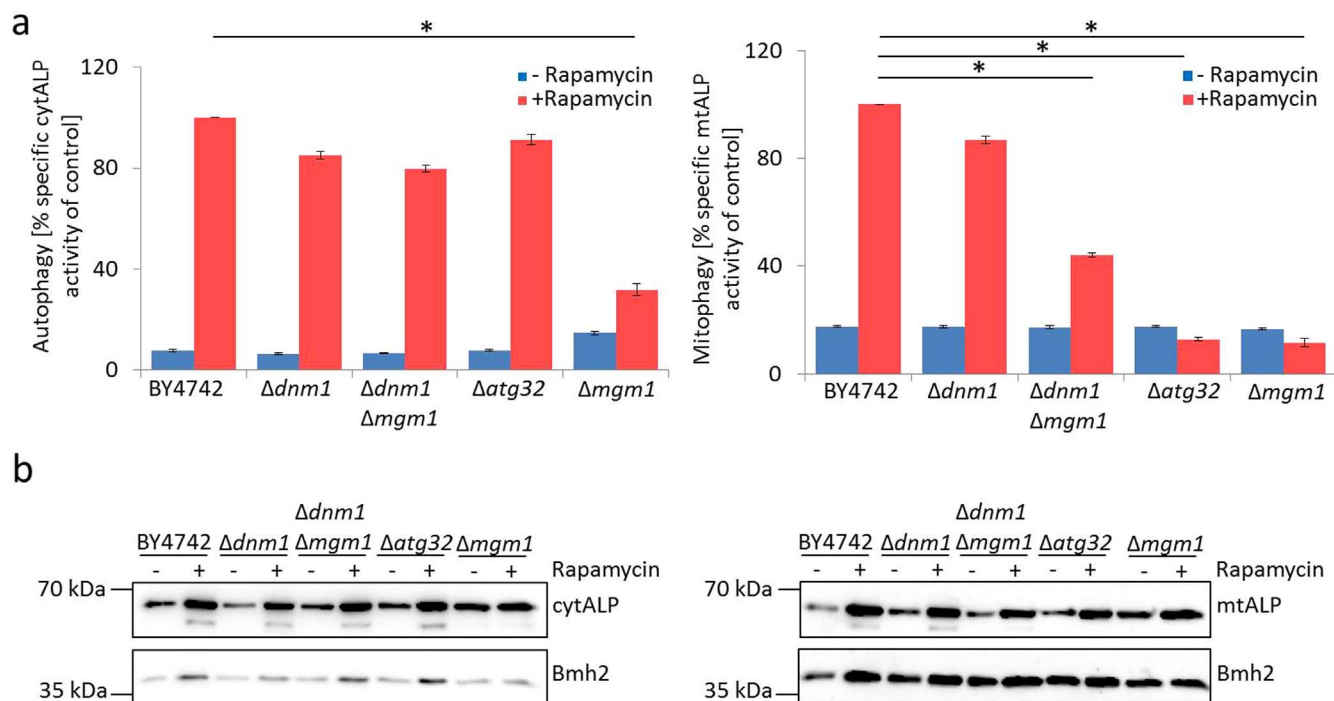 a
*
120
80
40
0
Autophagy [% specific cytALP
activity of control]
- Rapamycin
+Rapamycin
BY4742
Δdnm1
Δdnm1
Δmgm1
Δatg32
Δmgm1
*
*
*
120
80
40
0
Mitophagy [% specific mtALP
activity of control]
- Rapamycin
+Rapamycin
BY4742
Δdnm1
Δdnm1
Δmgm1
Δatg32
Δmgm1
b
Δdnm1
BY4742 Δdnm1 Δmgm1 Δatg32 Δmgm1
- + - + - + - + - + Rapamycin
70 kDa
cytALP
Bmh2
35 kDa
Δdnm1
BY4742 Δdnm1 Δmgm1 Δatg32 Δmgm1
- + - + - + - + - + Rapamycin
70 kDa
mtALP
Bmh2
35 kDa